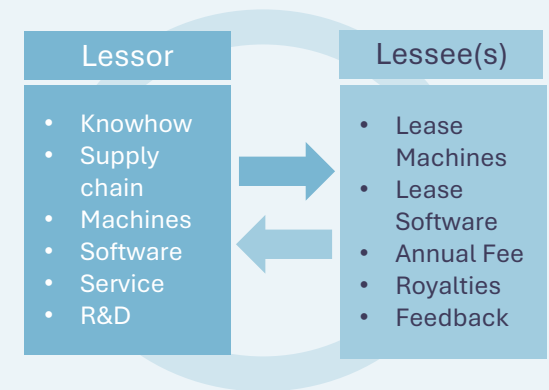 Lessor
• Knowhow
• Supply
chain
• Machines
• Software
• Service
• R&D
Lessee(s)
• Lease
Machines
• Lease
Software
• Annual Fee
• Royalties
• Feedback